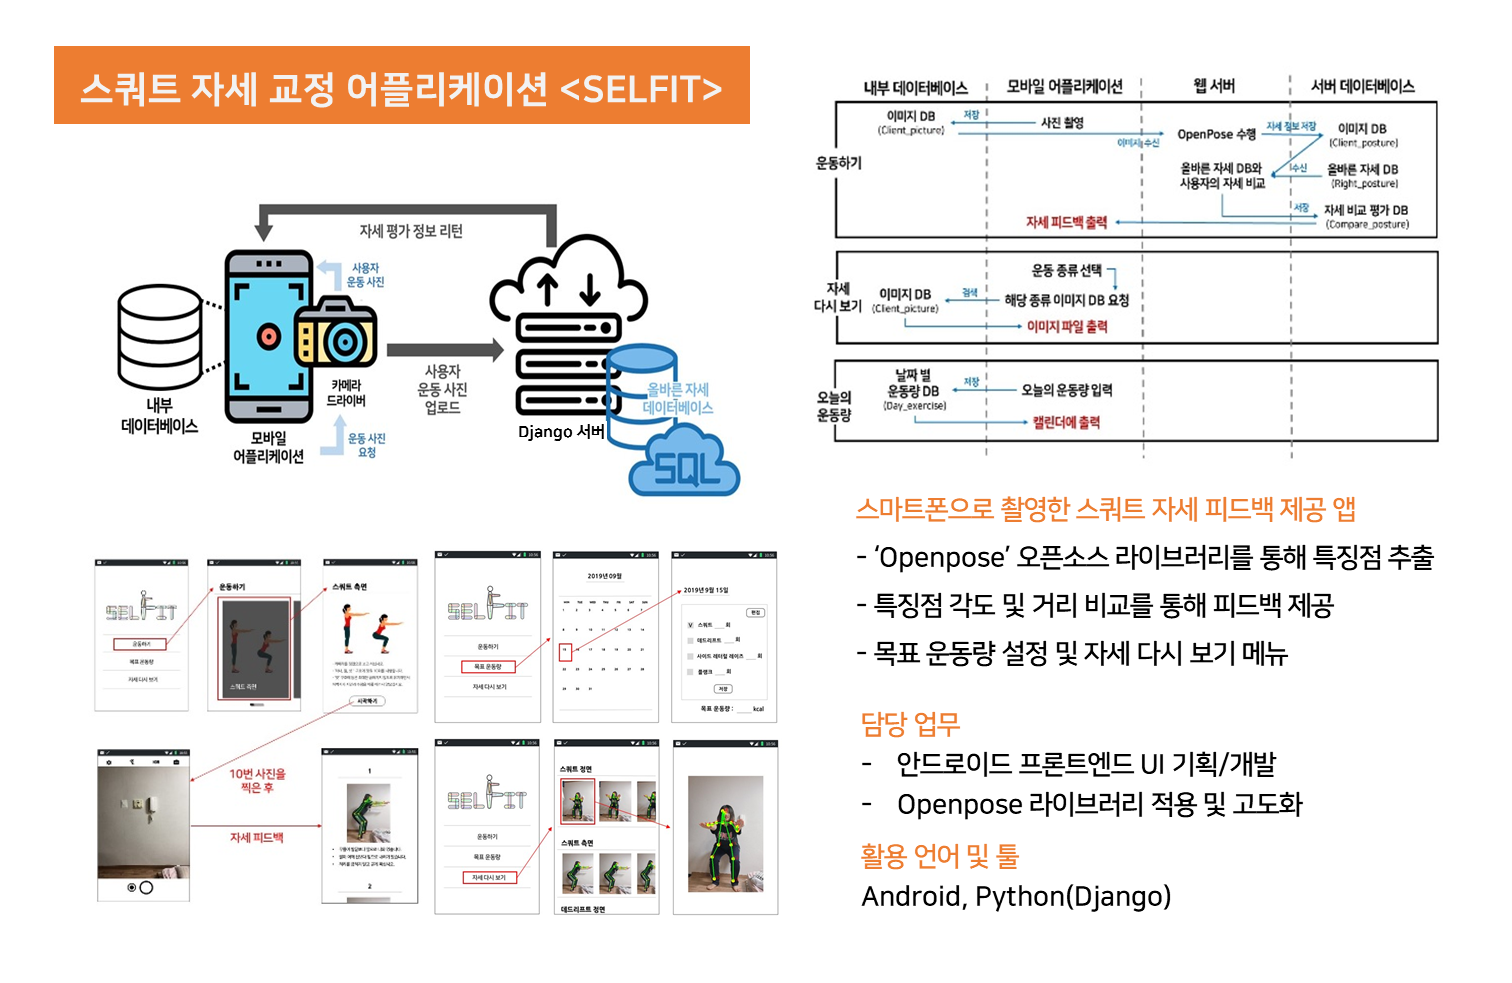 스쿼트 자세 교정 어플리케이션 <SELFIT>
자세 평가 정보 리턴
사용자
운동 사진
사용자
운동 사진
업로드
카메라
드라이버
내부
데이터베이스
모바일
어플리케이션
운동 사진
요청
Django 서버
올바른 자세
데이터베이스
SQL
내부 데이터베이스
모바일 어플리케이션
웹 서버
서버 데이터베이스
운동하기
이미지 DB
(Client_picture)
저장
사진 촬영
이미지 수신
OpenPose 수행
자세 정보 저장
이미지 DB
(Client_posture)
올바른 자세 DB와
사용자의 자세 비교
수신
올바른 자세 DB
(Right_posture)
저장
자세 비교 평가 DB
(Compare_posture)
자세 피드백 출력
자세
다시 보기
운동 종류 선택
이미지 DB
(Client_picture)
검색
해당 종류 이미지 DB 요청
이미지 파일 출력
오늘의
운동량
날짜 별
운동량 DB
(Day_exercise)
저장
오늘의 운동량 입력
캘린더에 출력
스마트폰으로 촬영한 스쿼트 자세 피드백 제공 앱
- ‘Openpose’ 오픈소스 라이브러리를 통해 특징점 추출
- 특징점 각도 및 거리 비교를 통해 피드백 제공
- 목표 운동량 설정 및 자세 다시 보기 메뉴
담당 업무
- 안드로이드 프론트엔드 UI 기획/개발
- Openpose 라이브러리 적용 및 고도화
활용 언어 및 툴
Android, Python(Django)
SELFIT
운동하기
목표 운동량
자세 다시 보기
운동하기
스쿼트 측면
스쿼트 측면
시작하기
SELFIT
운동하기
목표 운동량
자세 다시 보기
2019년 09월
2019년 9월 15일
편집
V 스쿼트 ___ 회
데드리프트 ___ 회
사이드 레터럴 레이즈 ___ 회
플랭크 ___ 회
저장
목표 운동량 : ___ kcal
10번 사진을
찍은 후
자세 피드백
1
2
SELFIT
운동하기
목표 운동량
자세 다시 보기
스쿼트 정면
스쿼트 측면
데드리프트 정면